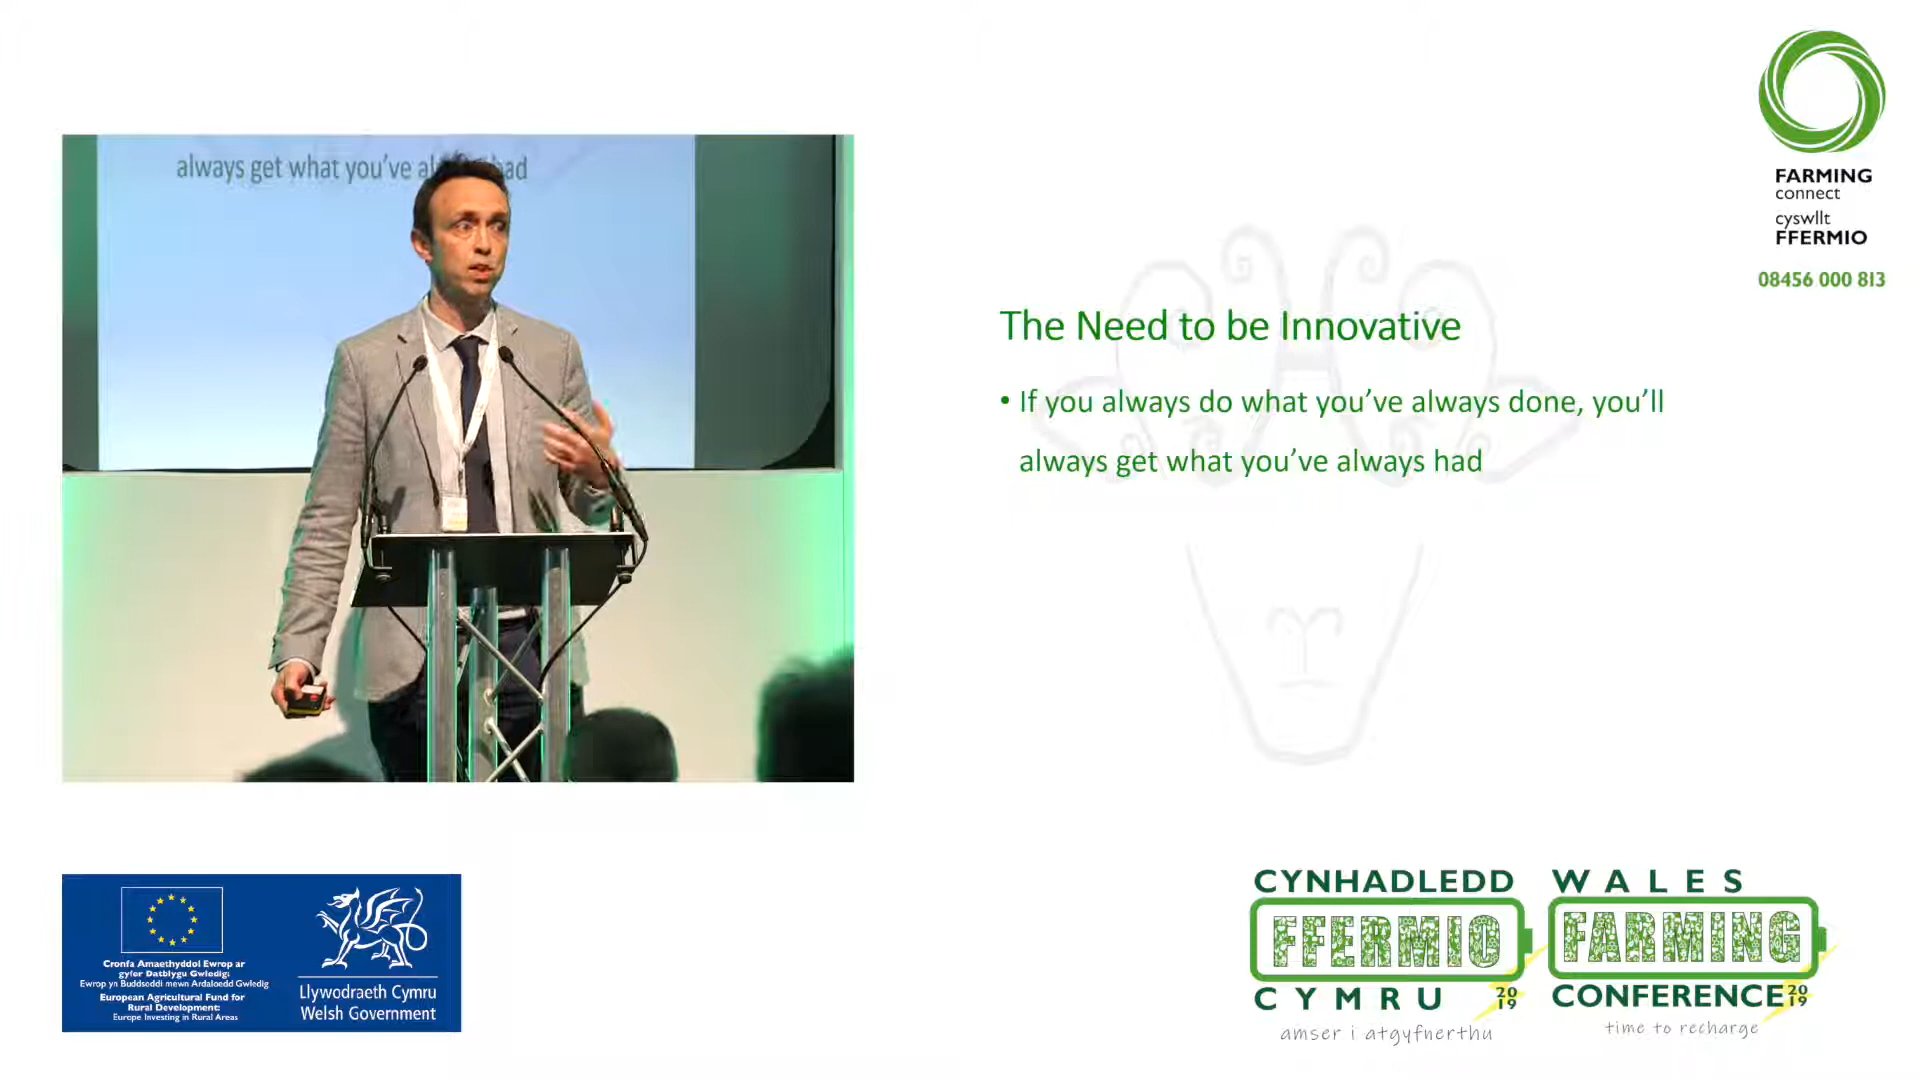 always get what you've al had
FARMING
connect
cyswllt
FFERMIO
08456 000 813
The Need to be Innovative
• If you always do what you've always done, you'll
always get what you've always had
Cronfa Amaethyddol Ewrop ar
gyfer Datblygu Gwledig:
Ewrop yn Buddsoddi mewn Ardaloedd Gwledig
European Agricultural Fund for
Rural Development:
Europe Investing in Rural Areas
Llywodraeth Cymru
Welsh Government
CYNHADLEDD
FFERMIO
CYMRU 2019
amser i atgyfnerthu
WALES
FARMING
CONFERENCE 2019
time to recharge